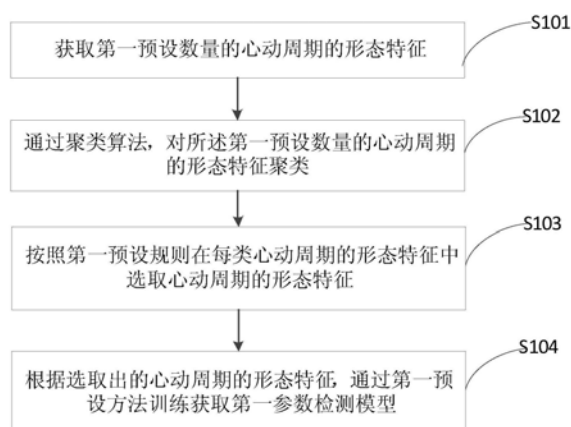 S101
获取第一预设数量的心动周期的形态特征
S102
通过聚类算法，对所述第一预设数量的心动周期
的形态特征聚类
S103
按照第一预设规则在每类心动周期的形态特征中
选取心动周期的形态特征
S104
根据选取出的心动周期的形态特征，通过第一预
设方法训练获取第一参数检测模型